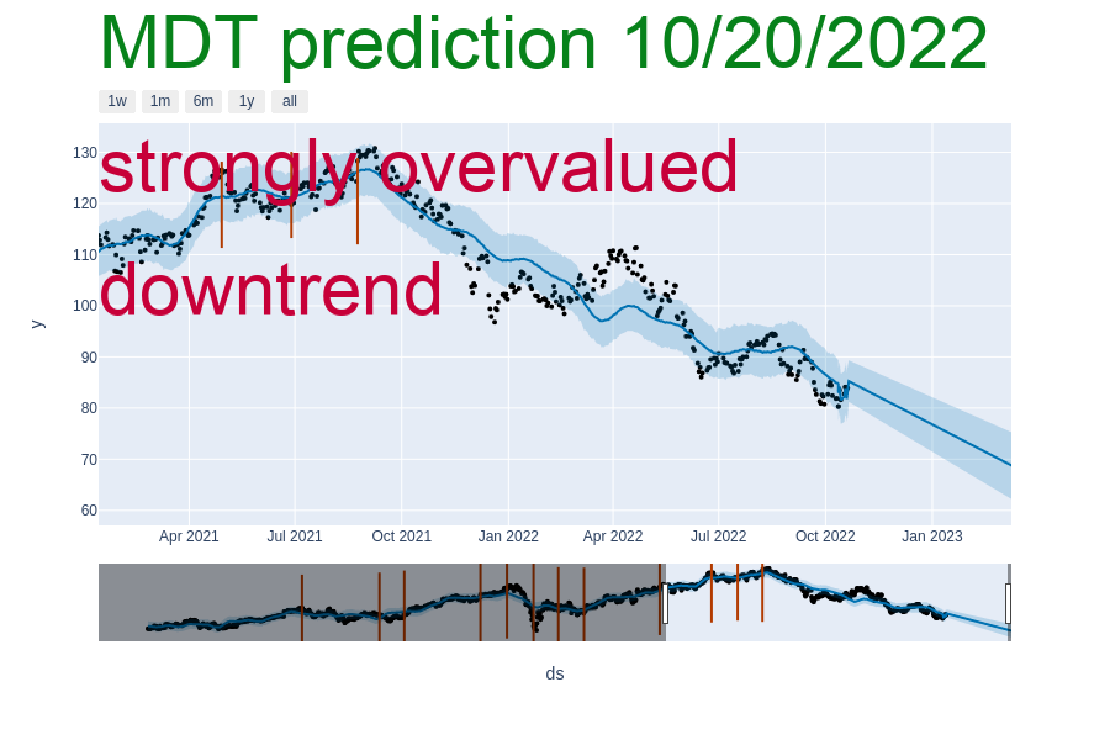 MDT prediction 10/20/2022
1w 1m 6m 1y all
strongly overvalued
downtrend
130
120
110
100
90
80
70
60
y
Apr 2021 Jul 2021 Oct 2021 Jan 2022 Apr 2022 Jul 2022 Oct 2022 Jan 2023
ds